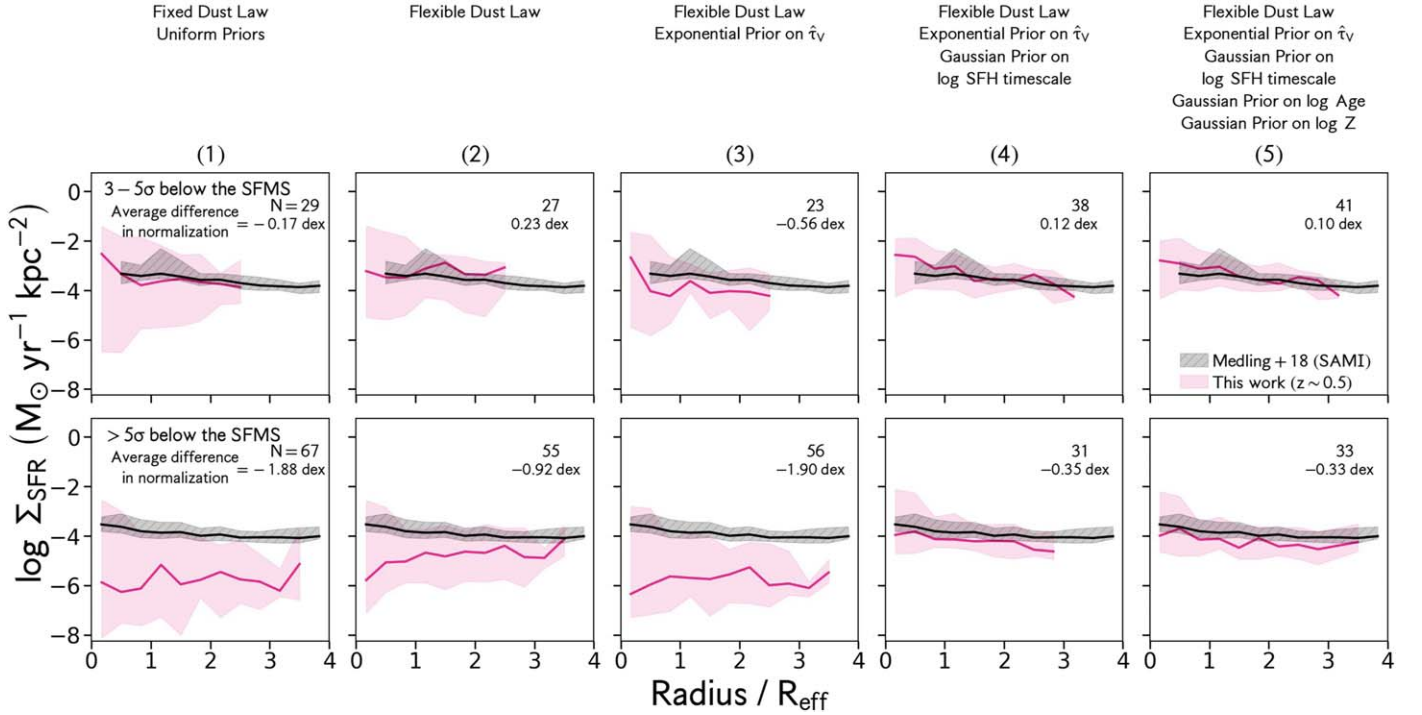 Fixed Dust Law
Uniform Priors
Flexible Dust Law
Flexible Dust Law
Exponential Prior on τ̂V
Flexible Dust Law
Exponential Prior on τ̂V
Gaussian Prior on
log SFH timescale
Flexible Dust Law
Exponential Prior on τ̂V
Gaussian Prior on
log SFH timescale
Gaussian Prior on log Age
Gaussian Prior on log Z
(1)
(2)
(3)
(4)
(5)
log ΣSFR (M⊙ yr−1 kpc−2)
0
−2
−4
−6
−8
3 − 5σ below the SFMS
N = 29
Average difference
in normalization = − 0.17 dex
27
0.23 dex
23
−0.56 dex
38
0.12 dex
41
0.10 dex
Medling + 18 (SAMI)
This work (z ~ 0.5)
0
−2
−4
−6
−8
> 5σ below the SFMS
N = 67
Average difference
in normalization = − 1.88 dex
55
−0.92 dex
56
−1.90 dex
31
−0.35 dex
33
−0.33 dex
0 1 2 3 4
0 1 2 3 4
0 1 2 3 4
0 1 2 3 4
0 1 2 3 4
Radius / Reff